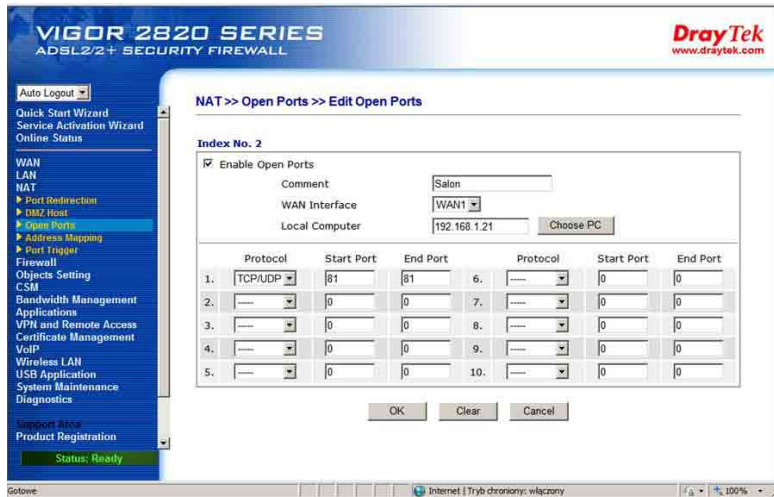 VIGOR 2820 SERIES
ADSL2/2+ SECURITY FIREWALL
DrayTek
www.draytek.com
Auto Logout
Quick Start Wizard
Service Activation Wizard
Online Status
WAN
LAN
NAT
Port Redirection
DMZ Host
Open Ports
Address Mapping
Port Trigger
Firewall
Objects Setting
CSM
Bandwidth Management
Applications
VPN and Remote Access
Certificate Management
VoIP
Wireless LAN
USB Application
System Maintenance
Diagnostics
Support Area
Product Registration
Status: Ready
NAT >> Open Ports >> Edit Open Ports
Index No. 2
Enable Open Ports
Comment Salon
WAN Interface WAN1
Local Computer 192.168.1.21 Choose PC
Protocol Start Port End Port Protocol Start Port End Port
1. TCP/UDP 81 81 6. ----- 0 0
2. ----- 0 0 7. ----- 0 0
3. ----- 0 0 8. ----- 0 0
4. ----- 0 0 9. ----- 0 0
5. ----- 0 0 10. ----- 0 0
OK Clear Cancel
Gotowe Internet | Tryb chroniony: włączony 100%